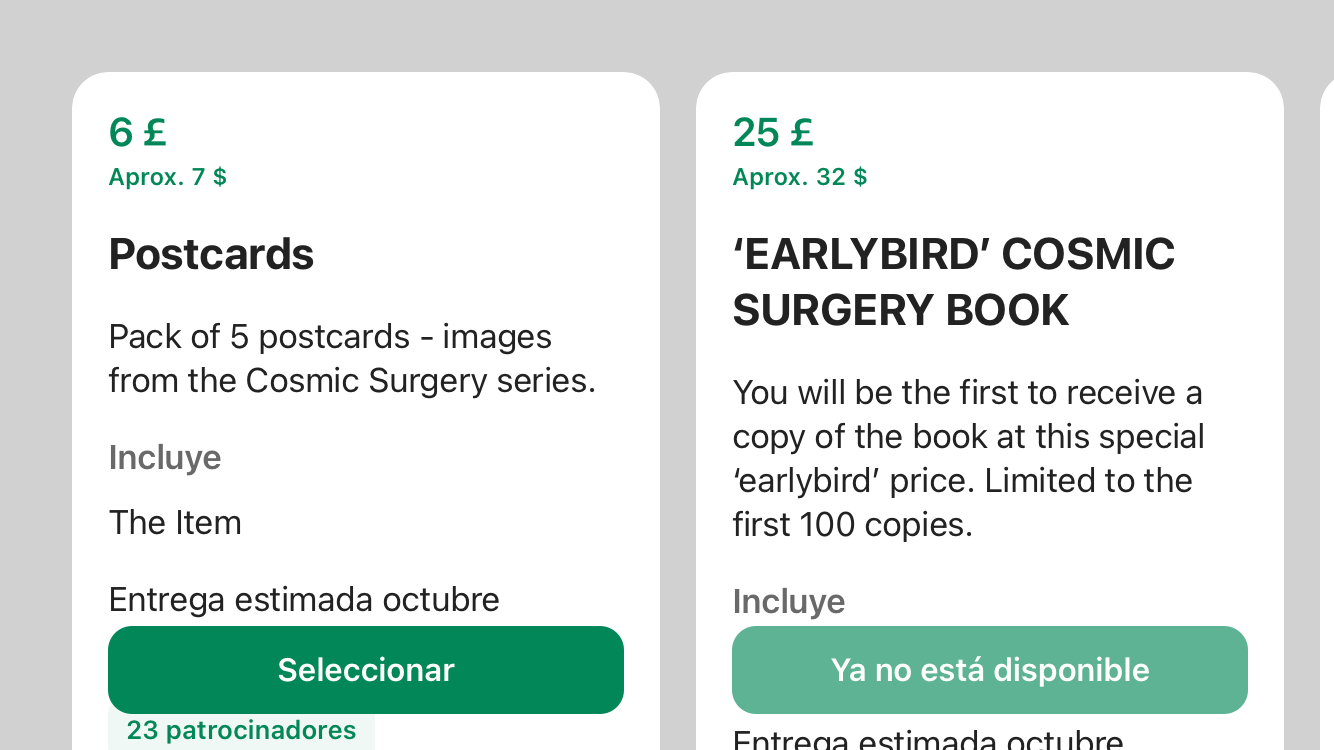 6 £
Aprox. 7 $
Postcards
Pack of 5 postcards - images
from the Cosmic Surgery series.
Incluye
The Item
Entrega estimada octubre
Seleccionar
23 patrocinadores
25 £
Aprox. 32 $
‘EARLYBIRD’ COSMIC
SURGERY BOOK
You will be the first to receive a
copy of the book at this special
‘earlybird’ price. Limited to the
first 100 copies.
Incluye
Ya no está disponible
Entrega estimada octubre